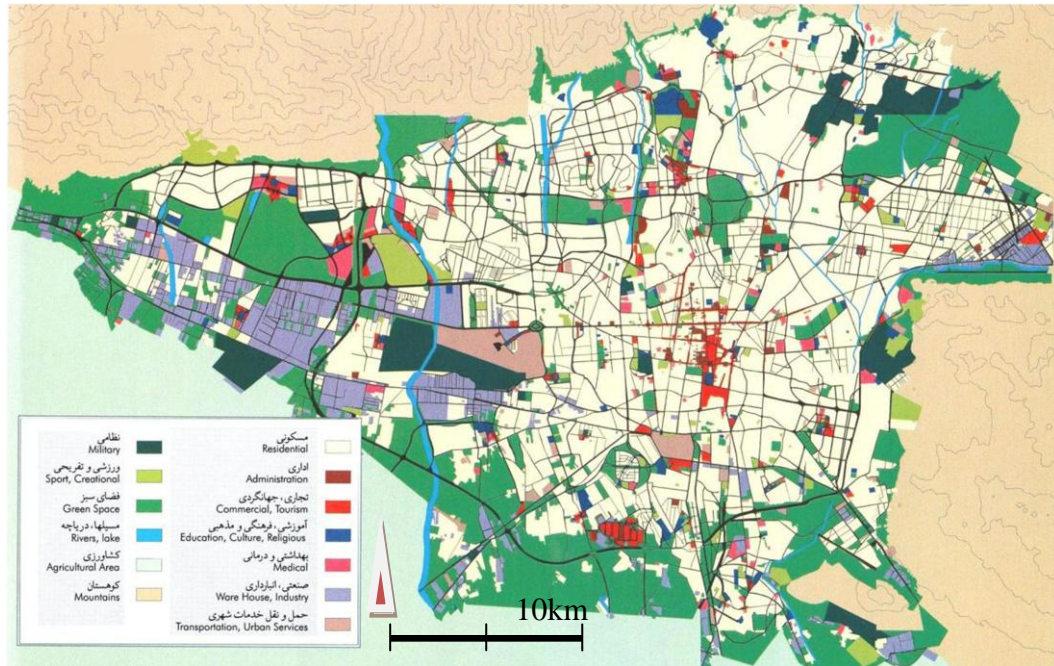 نظامی
Military
ورزشی و تفریحی
Sport, Creational
فضای سبز
Green Space
مسیلها، دریاچه
Rivers, lake
کشاورزی
Agricultural Area
کوهستان
Mountains
مسکونی
Residential
اداری
Administration
تجاری، جهانگردی
Commercial, Tourism
آموزشی، فرهنگی و مذهبی
Education, Culture, Religious
بهداشتی و درمانی
Medical
صنعتی، انبارداری
Ware House, Industry
حمل و نقل خدمات شهری
Transportation, Urban Services
10km